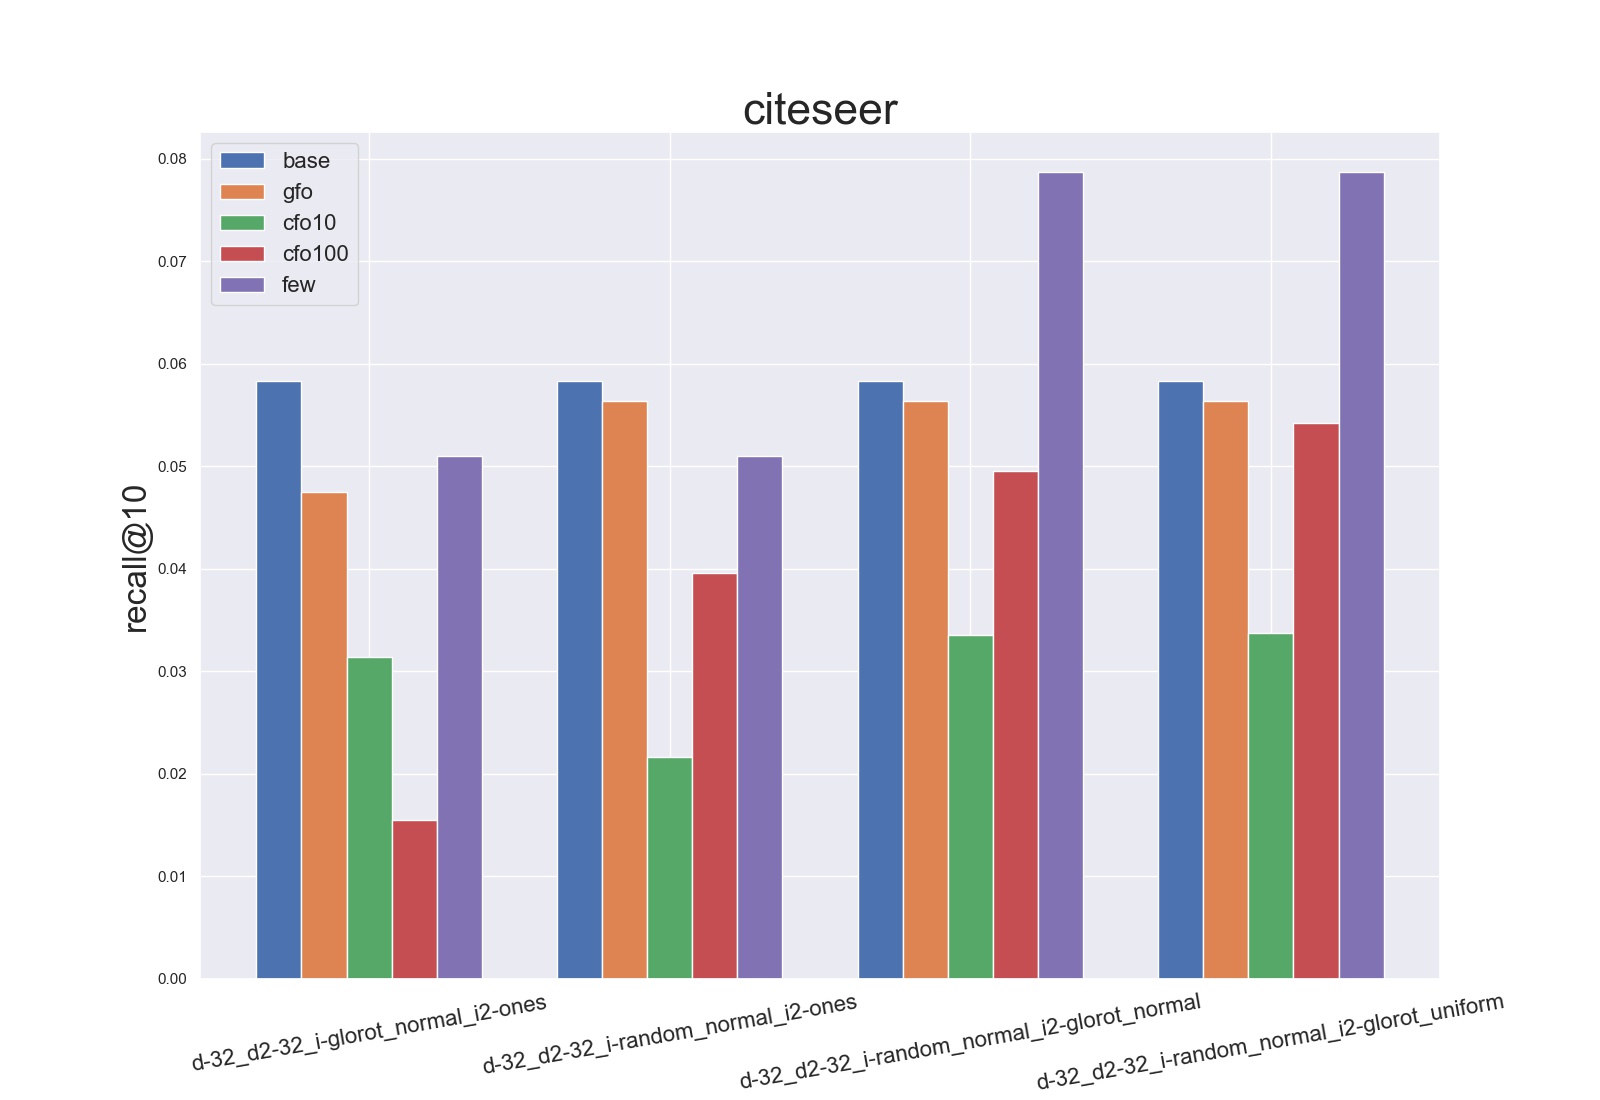 citeseer
base
gfo
cfo10
cfo100
few
recall@10
0.08
0.07
0.06
0.05
0.04
0.03
0.02
0.01
0.00
d-32_d2-32_i-glorot_normal_i2-ones
d-32_d2-32_i-random_normal_i2-ones
d-32_d2-32_i-random_normal_i2-glorot_normal
d-32_d2-32_i-random_normal_i2-glorot_uniform